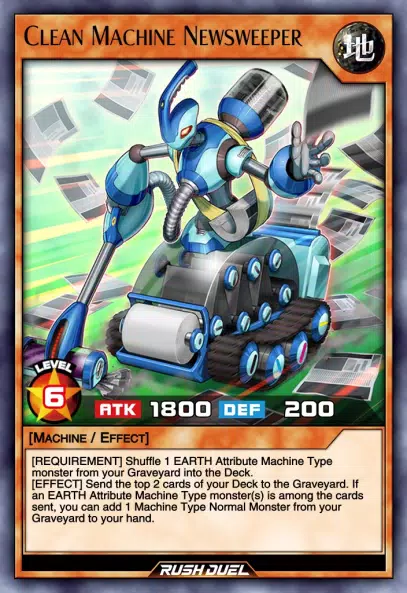 CLEAN MACHINE NEWSWEEPER
地
LEVEL
6
ATK 1800 DEF 200
[MACHINE / EFFECT]
[REQUIREMENT] Shuffle 1 EARTH Attribute Machine Type
monster from your Graveyard into the Deck.
[EFFECT] Send the top 2 cards of your Deck to the Graveyard. If
an EARTH Attribute Machine Type monster(s) is among the cards
sent, you can add 1 Machine Type Normal Monster from your
Graveyard to your hand.
RUSH DUEL